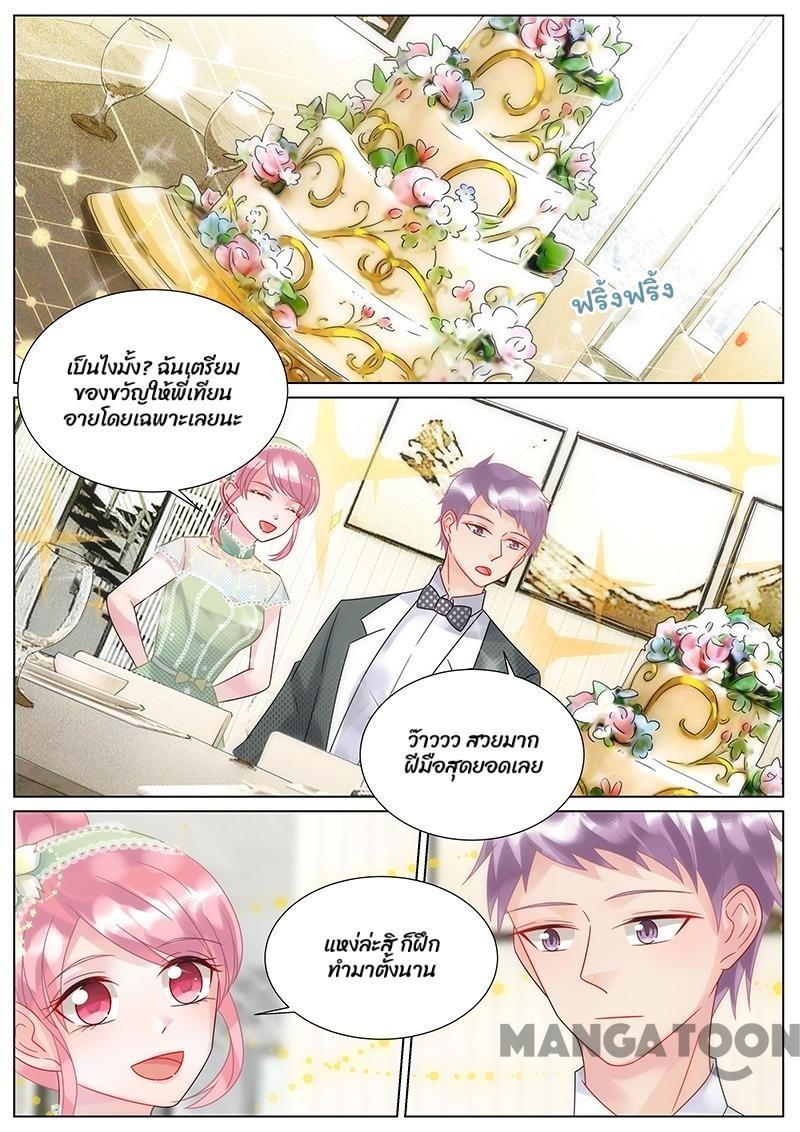 ฟริ้งฟริ้ง
เป็นไงมั้ง? ฉันเตรียม
ของขวัญให้พี่เทียน
อายโดยเฉพาะเลยนะ
ว๊าววว สวยมาก
ฝีมือสุดยอดเลย
แหง่ล่ะสิ ก็ฝึก
ทำมาตั้งนาน
MANGATOON